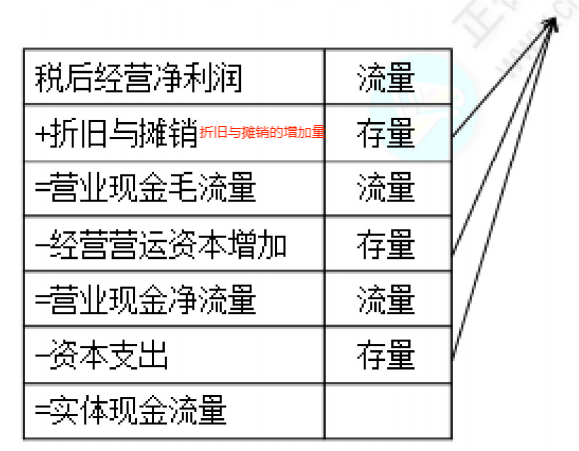 税后经营净利润 流量
+折旧与摊销 折旧与摊销的增加量 存量
=营业现金毛流量 流量
-经营营运资本增加 存量
=营业现金净流量 流量
-资本支出 存量
=实体现金流量